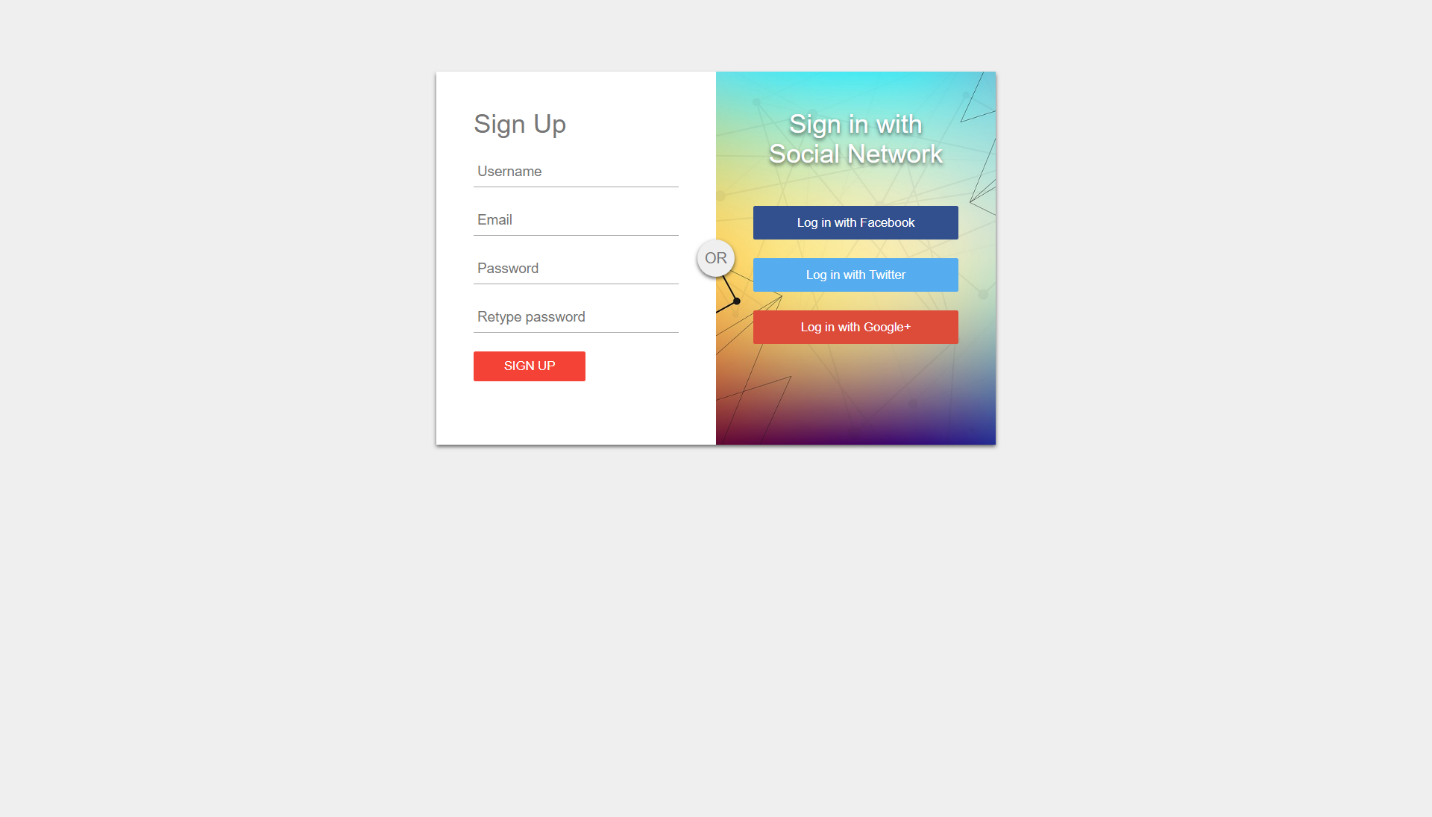 Sign Up
Username
Email
Password
Retype password
SIGN UP
OR
Sign in with
Social Network
Log in with Facebook
Log in with Twitter
Log in with Google+